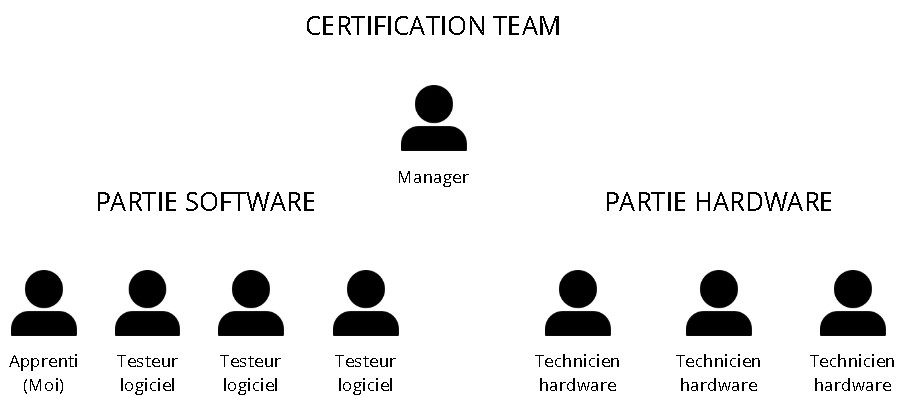 CERTIFICATION TEAM
Manager
PARTIE SOFTWARE
PARTIE HARDWARE
Apprenti
(Moi)
Testeur
logiciel
Testeur
logiciel
Testeur
logiciel
Technicien
hardware
Technicien
hardware
Technicien
hardware